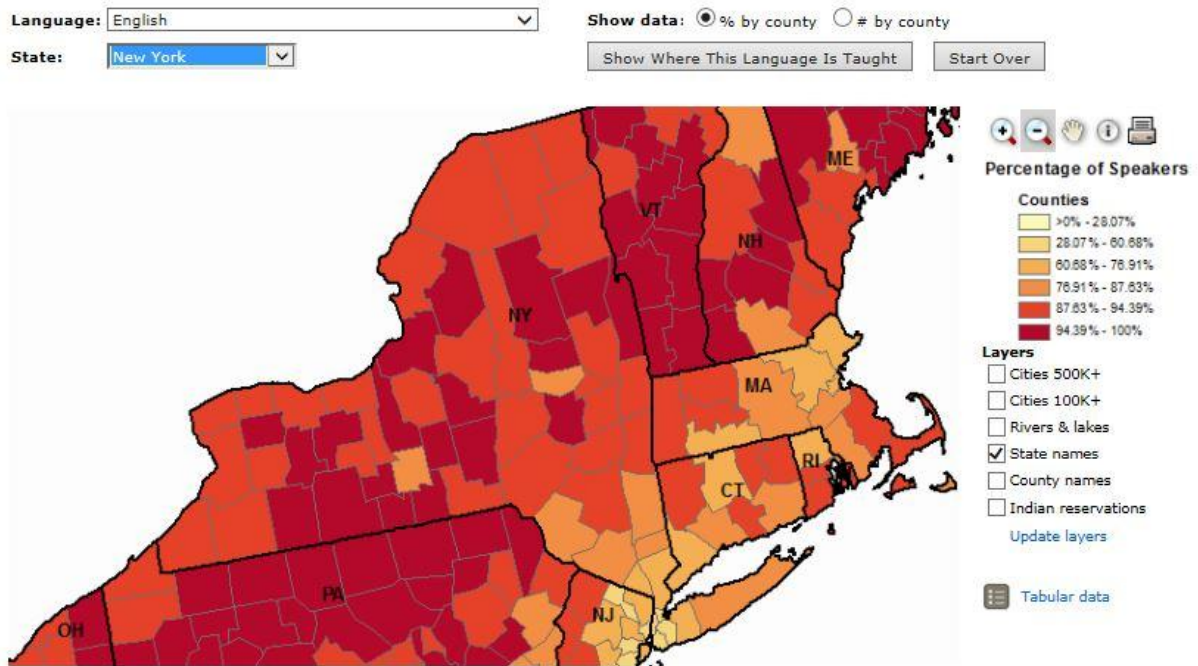 Language: English
Show data: % by county # by county
State: New York
Show Where This Language Is Taught Start Over
Percentage of Speakers
Counties
>0% - 28.07%
28.07% - 60.68%
60.68% - 76.91%
76.91% - 87.63%
87.63% - 94.39%
94.39% - 100%
Layers
Cities 500K+
Cities 100K+
Rivers & lakes
State names
County names
Indian reservations
Update layers
Tabular data
ME
VT
NH
NY
MA
RI
CT
PA
NJ
OH